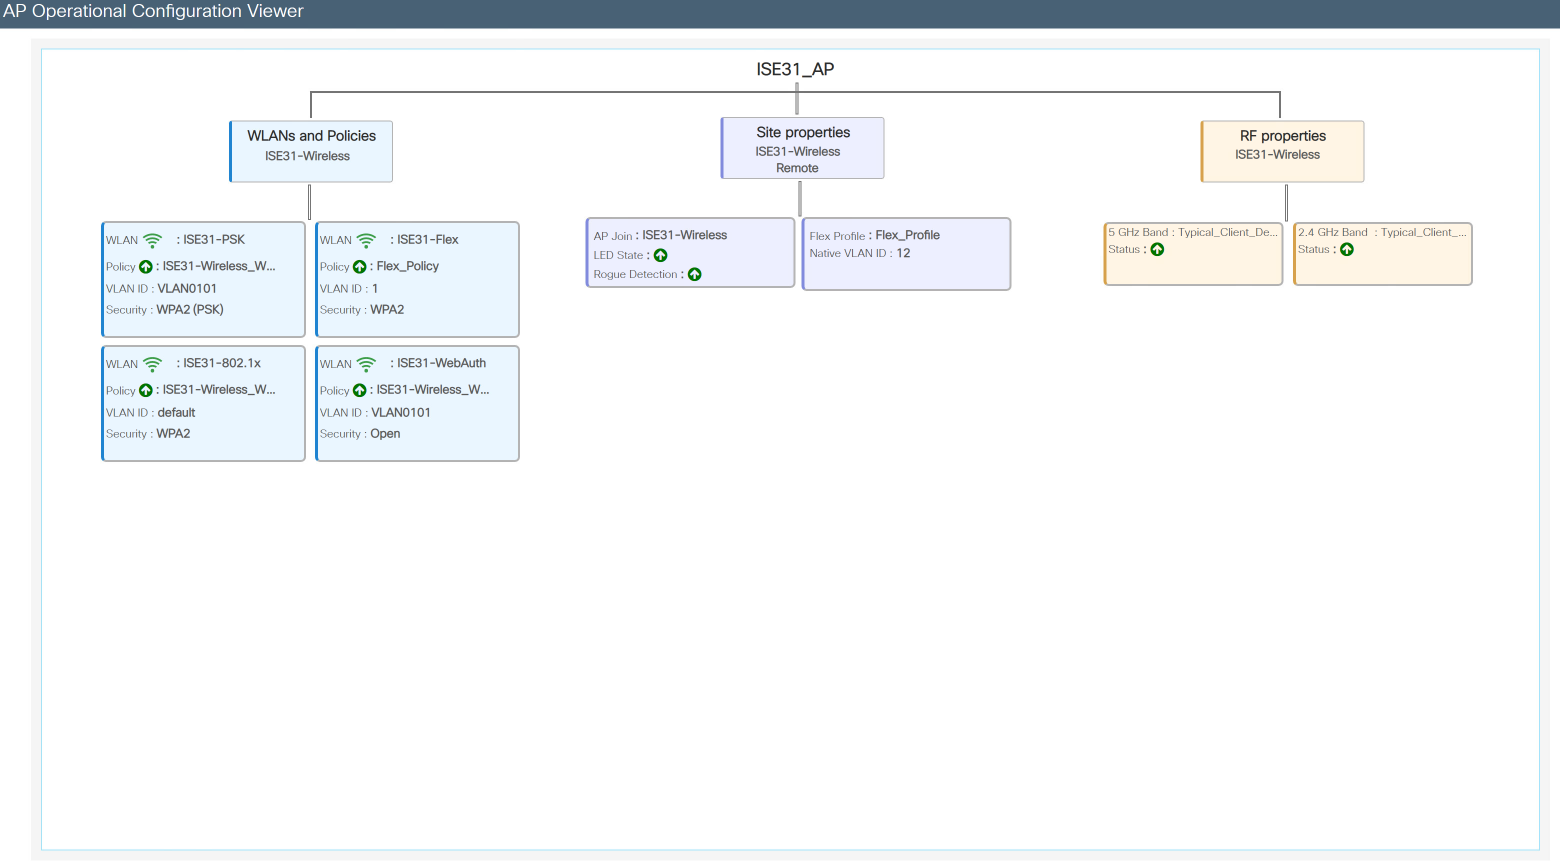 AP Operational Configuration Viewer
ISE31_AP
WLANs and Policies
ISE31-Wireless
Site properties
ISE31-Wireless
Remote
RF properties
ISE31-Wireless
WLAN : ISE31-PSK
Policy : ISE31-Wireless_W...
VLAN ID : VLAN0101
Security : WPA2 (PSK)
WLAN : ISE31-Flex
Policy : Flex_Policy
VLAN ID : 1
Security : WPA2
WLAN : ISE31-802.1x
Policy : ISE31-Wireless_W...
VLAN ID : default
Security : WPA2
WLAN : ISE31-WebAuth
Policy : ISE31-Wireless_W...
VLAN ID : VLAN0101
Security : Open
AP Join : ISE31-Wireless
LED State :
Rogue Detection :
Flex Profile : Flex_Profile
Native VLAN ID : 12
5 GHz Band : Typical_Client_De...
Status :
2.4 GHz Band : Typical_Client_...
Status :